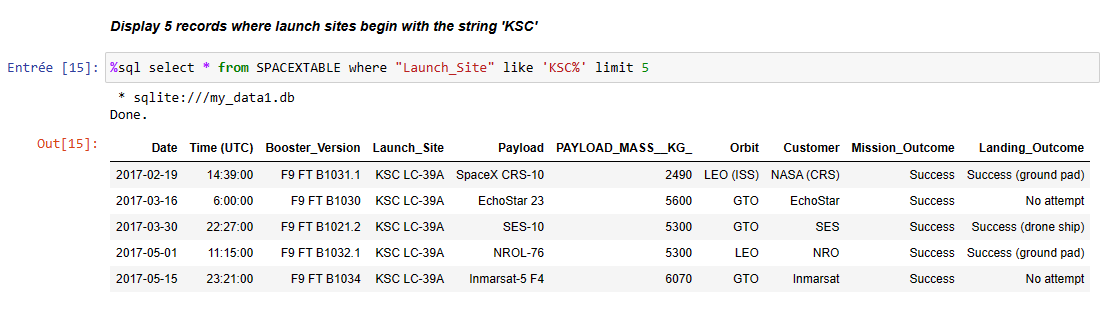 Display 5 records where launch sites begin with the string 'KSC'
Entrée [15]: %sql select * from SPACEXTABLE where "Launch_Site" like 'KSC%' limit 5
* sqlite:///my_data1.db
Done.
Out[15]:
Date Time (UTC) Booster_Version Launch_Site Payload PAYLOAD_MASS__KG_ Orbit Customer Mission_Outcome Landing_Outcome
2017-02-19 14:39:00 F9 FT B1031.1 KSC LC-39A SpaceX CRS-10 2490 LEO (ISS) NASA (CRS) Success Success (ground pad)
2017-03-16 6:00:00 F9 FT B1030 KSC LC-39A EchoStar 23 5600 GTO EchoStar Success No attempt
2017-03-30 22:27:00 F9 FT B1021.2 KSC LC-39A SES-10 5300 GTO SES Success Success (drone ship)
2017-05-01 11:15:00 F9 FT B1032.1 KSC LC-39A NROL-76 5300 LEO NRO Success Success (ground pad)
2017-05-15 23:21:00 F9 FT B1034 KSC LC-39A Inmarsat-5 F4 6070 GTO Inmarsat Success No attempt